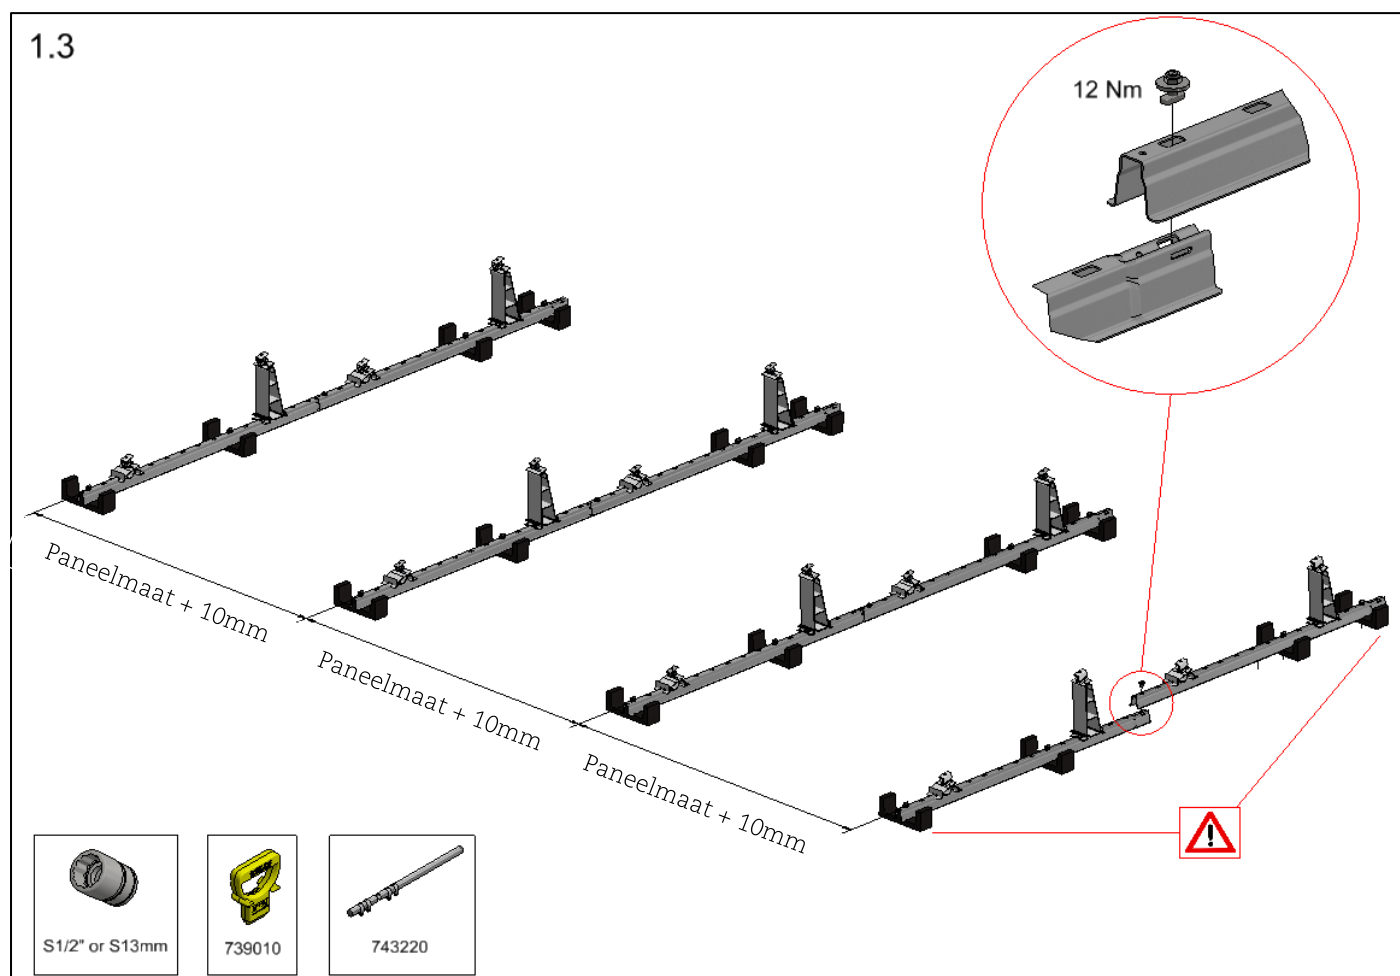 1.3
12 Nm
Paneelmaat + 10mm
Paneelmaat + 10mm
Paneelmaat + 10mm
S1/2" or S13mm
739010
743220